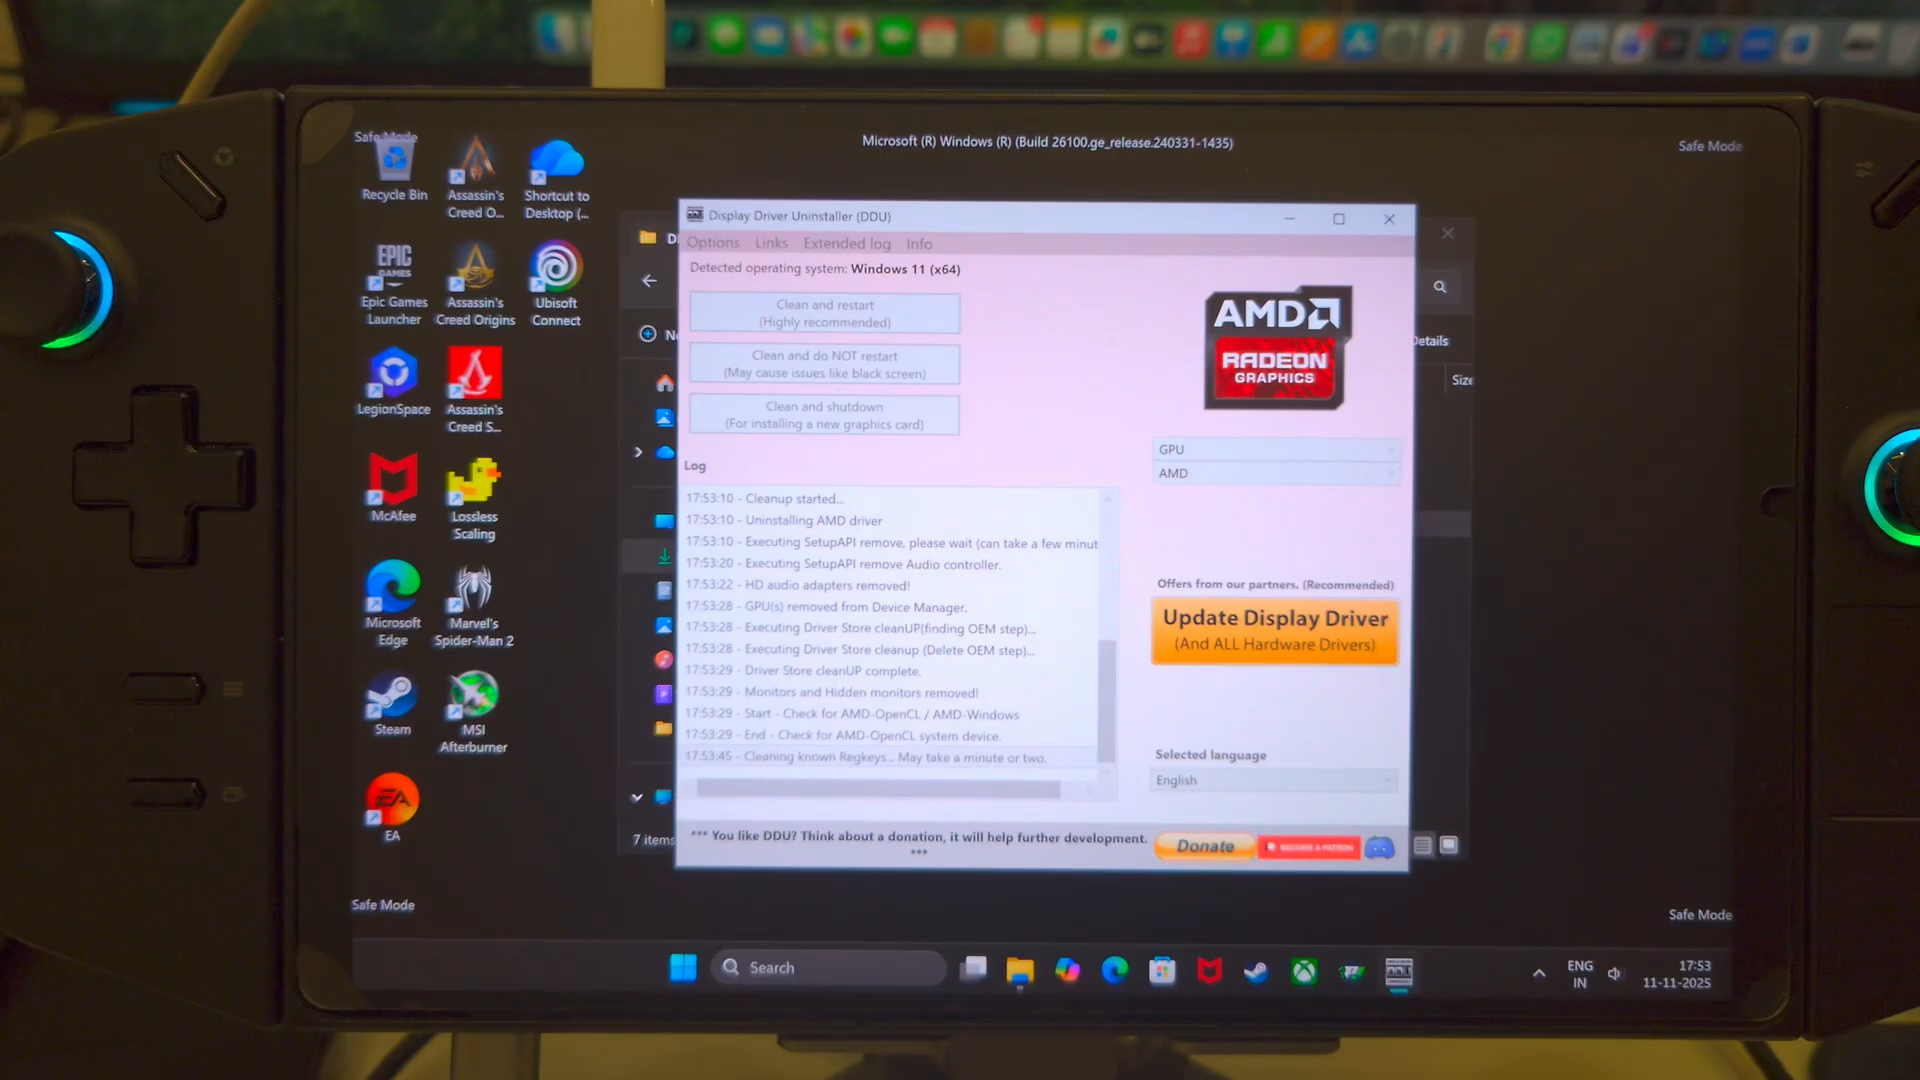 Safe Mode
Microsoft (R) Windows (R) (Build 26100.ge_release.240331-1435)
Safe Mode
Recycle Bin
Assassin's
Creed O...
Shortcut to
Desktop (...
EPIC
GAMES
Epic Games
Launcher
Assassin's
Creed Origins
Ubisoft
Connect
LegionSpace
Assassin's
Creed S...
McAfee
Lossless
Scaling
Microsoft
Edge
Marvel's
Spider-Man 2
Steam
MSI
Afterburner
EA
EA
Safe Mode
Display Driver Uninstaller (DDU)
Options Links Extended log Info
Detected operating system: Windows 11 (x64)
Clean and restart
(Highly recommended)
Clean and do NOT restart
(May cause issues like black screen)
Clean and shutdown
(For installing a new graphics card)
AMD
RADEON
GRAPHICS
GPU
AMD
Log
17:53:10 - Cleanup started...
17:53:10 - Uninstalling AMD driver
17:53:10 - Executing SetupAPI remove, please wait (can take a few minut
17:53:20 - Executing SetupAPI remove Audio controller.
17:53:22 - HD audio adapters removed!
17:53:28 - GPU(s) removed from Device Manager.
17:53:28 - Executing Driver Store cleanUP(finding OEM step)...
17:53:28 - Executing Driver Store cleanup (Delete OEM step)...
17:53:29 - Driver Store cleanUP complete.
17:53:29 - Monitors and Hidden monitors removed!
17:53:29 - Start - Check for AMD-OpenCL / AMD-Windows
17:53:29 - End - Check for AMD-OpenCL system device.
17:53:45 - Cleaning known Regkeys... May take a minute or two.
Offers from our partners. (Recommended)
Update Display Driver
(And ALL Hardware Drivers)
Selected language
English
*** You like DDU? Think about a donation, it will help further development.
***
Donate
BECOME A PATRON
Details
Size
7 items
Safe Mode
Search
DDU
ENG
IN
17:53
11-11-2025